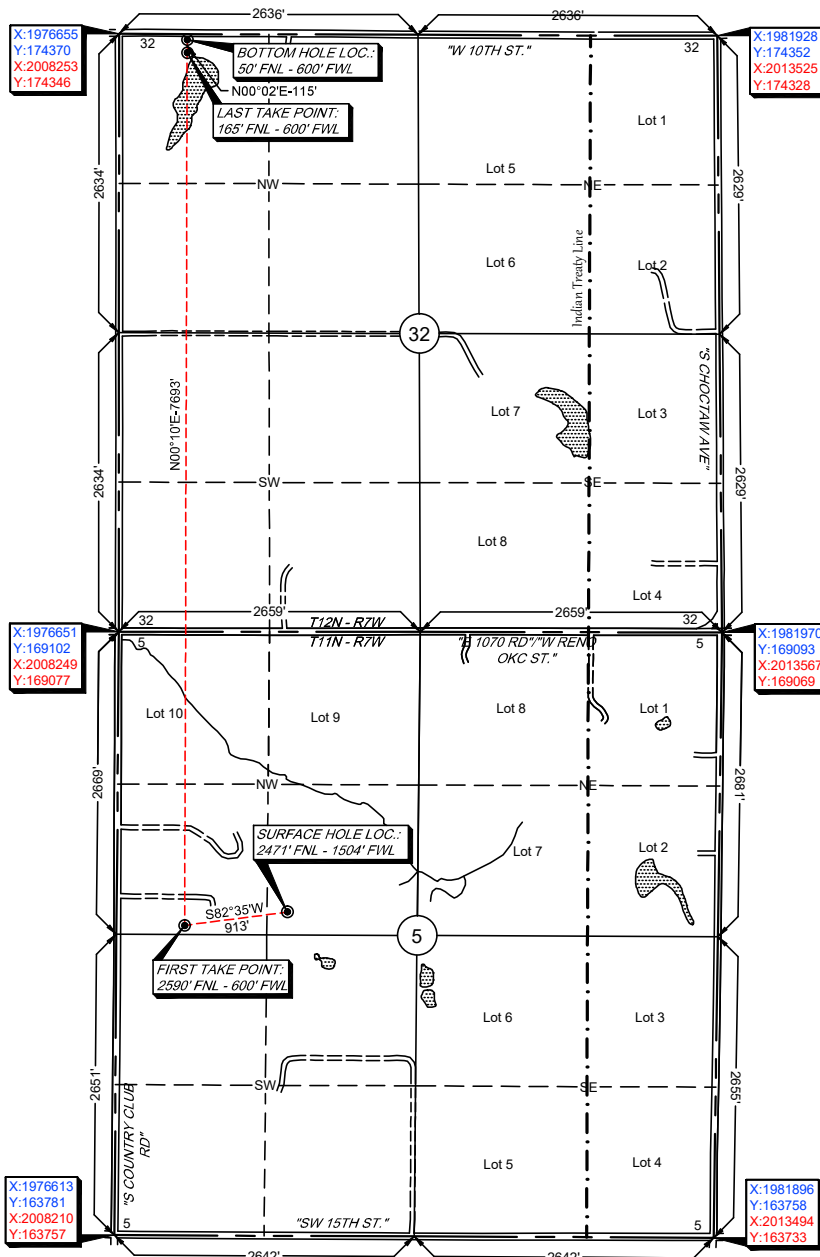 2636'
2636'
X:1976655
Y:174370
X:2008253
Y:174346
X:1981928
Y:174352
X:2013525
Y:174328
32
32
BOTTOM HOLE LOC.:
50' FNL - 600' FWL
"W 10TH ST."
N00°02'E-115'
LAST TAKE POINT:
165' FNL - 600' FWL
Lot 1
Lot 5
2634'
NW
NE
2629'
Indian Treaty Line
Lot 6
Lot 2
32
N00°10'E-7693'
"S CHOCTAW AVE"
Lot 7
Lot 3
2634'
SW
SE
2629'
Lot 8
Lot 4
2659'
2659'
32
T12N - R7W
32
X:1976651
Y:169102
X:2008249
Y:169077
X:1981970
Y:169093
X:2013567
Y:169069
5
T11N - R7W
"E 1070 RD"/"W RENO
OKC ST."
5
Lot 10
Lot 9
Lot 8
Lot 1
2669'
NW
NE
2681'
SURFACE HOLE LOC.:
2471' FNL - 1504' FWL
Lot 7
Lot 2
S82°35'W
913'
5
FIRST TAKE POINT:
2590' FNL - 600' FWL
Lot 6
Lot 3
2651'
SW
SE
2655'
"S COUNTRY CLUB
RD"
Lot 5
Lot 4
X:1976613
Y:163781
X:2008210
Y:163757
X:1981896
Y:163758
X:2013494
Y:163733
5
"SW 15TH ST."
5
2642'
2642'